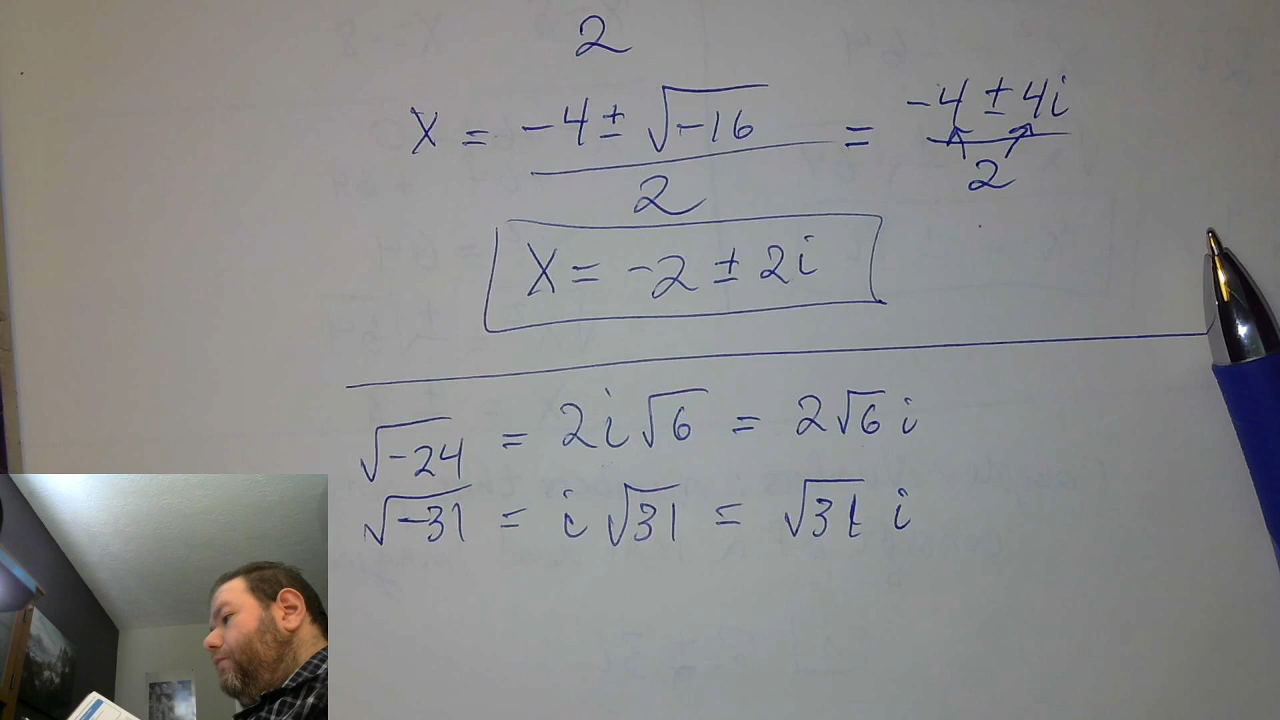 2
X = -4 ± √-16 / 2 = -4 ± 4i / 2
X = -2 ± 2i
√-24 = 2i√6 = 2√6 i
√-31 = i√31 = √31 i